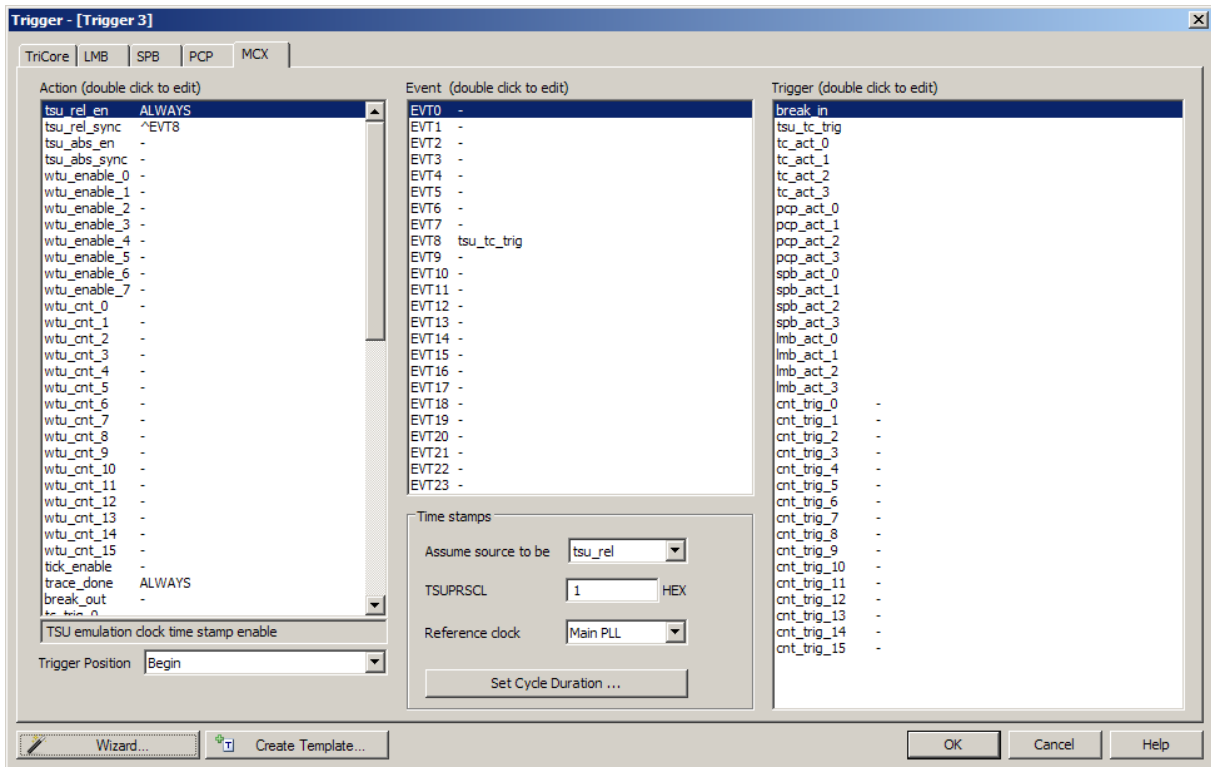 Trigger - [Trigger 3]
TriCore LMB SPB PCP MCX
Action (double click to edit)
tsu_rel_en ALWAYS
tsu_rel_sync ^EVT8
tsu_abs_en -
tsu_abs_sync -
wtu_enable_0 -
wtu_enable_1 -
wtu_enable_2 -
wtu_enable_3 -
wtu_enable_4 -
wtu_enable_5 -
wtu_enable_6 -
wtu_enable_7 -
wtu_cnt_0 -
wtu_cnt_1 -
wtu_cnt_2 -
wtu_cnt_3 -
wtu_cnt_4 -
wtu_cnt_5 -
wtu_cnt_6 -
wtu_cnt_7 -
wtu_cnt_8 -
wtu_cnt_9 -
wtu_cnt_10 -
wtu_cnt_11 -
wtu_cnt_12 -
wtu_cnt_13 -
wtu_cnt_14 -
wtu_cnt_15 -
tick_enable -
trace_done ALWAYS
break_out -
tc_trig_0
TSU emulation clock time stamp enable
Trigger Position Begin
Event (double click to edit)
EVT0 -
EVT1 -
EVT2 -
EVT3 -
EVT4 -
EVT5 -
EVT6 -
EVT7 -
EVT8 tsu_tc_trig
EVT9 -
EVT10 -
EVT11 -
EVT12 -
EVT13 -
EVT14 -
EVT15 -
EVT16 -
EVT17 -
EVT18 -
EVT19 -
EVT20 -
EVT21 -
EVT22 -
EVT23 -
Time stamps
Assume source to be tsu_rel
TSUPRSCL 1 HEX
Reference clock Main PLL
Set Cycle Duration ...
Trigger (double click to edit)
break_in
tsu_tc_trig
tc_act_0
tc_act_1
tc_act_2
tc_act_3
pcp_act_0
pcp_act_1
pcp_act_2
pcp_act_3
spb_act_0
spb_act_1
spb_act_2
spb_act_3
lmb_act_0
lmb_act_1
lmb_act_2
lmb_act_3
cnt_trig_0 -
cnt_trig_1 -
cnt_trig_2 -
cnt_trig_3 -
cnt_trig_4 -
cnt_trig_5 -
cnt_trig_6 -
cnt_trig_7 -
cnt_trig_8 -
cnt_trig_9 -
cnt_trig_10 -
cnt_trig_11 -
cnt_trig_12 -
cnt_trig_13 -
cnt_trig_14 -
cnt_trig_15 -
Wizard... T Create Template... OK Cancel Help